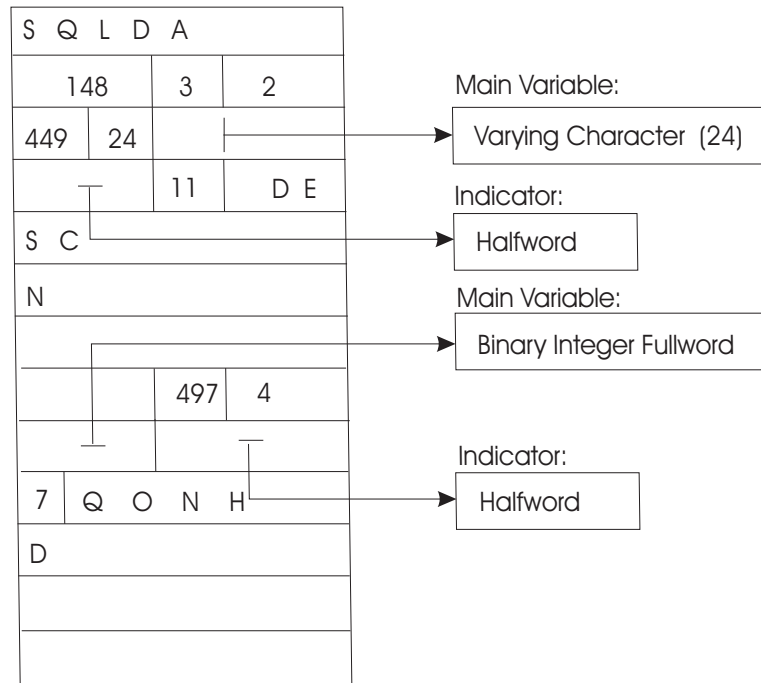 S Q L D A
148 3 2
Main Variable:
449 24
Varying Character (24)
11 D E
Indicator:
S C
Halfword
N
Main Variable:
Binary Integer Fullword
497 4
Indicator:
7 Q O N H
Halfword
D